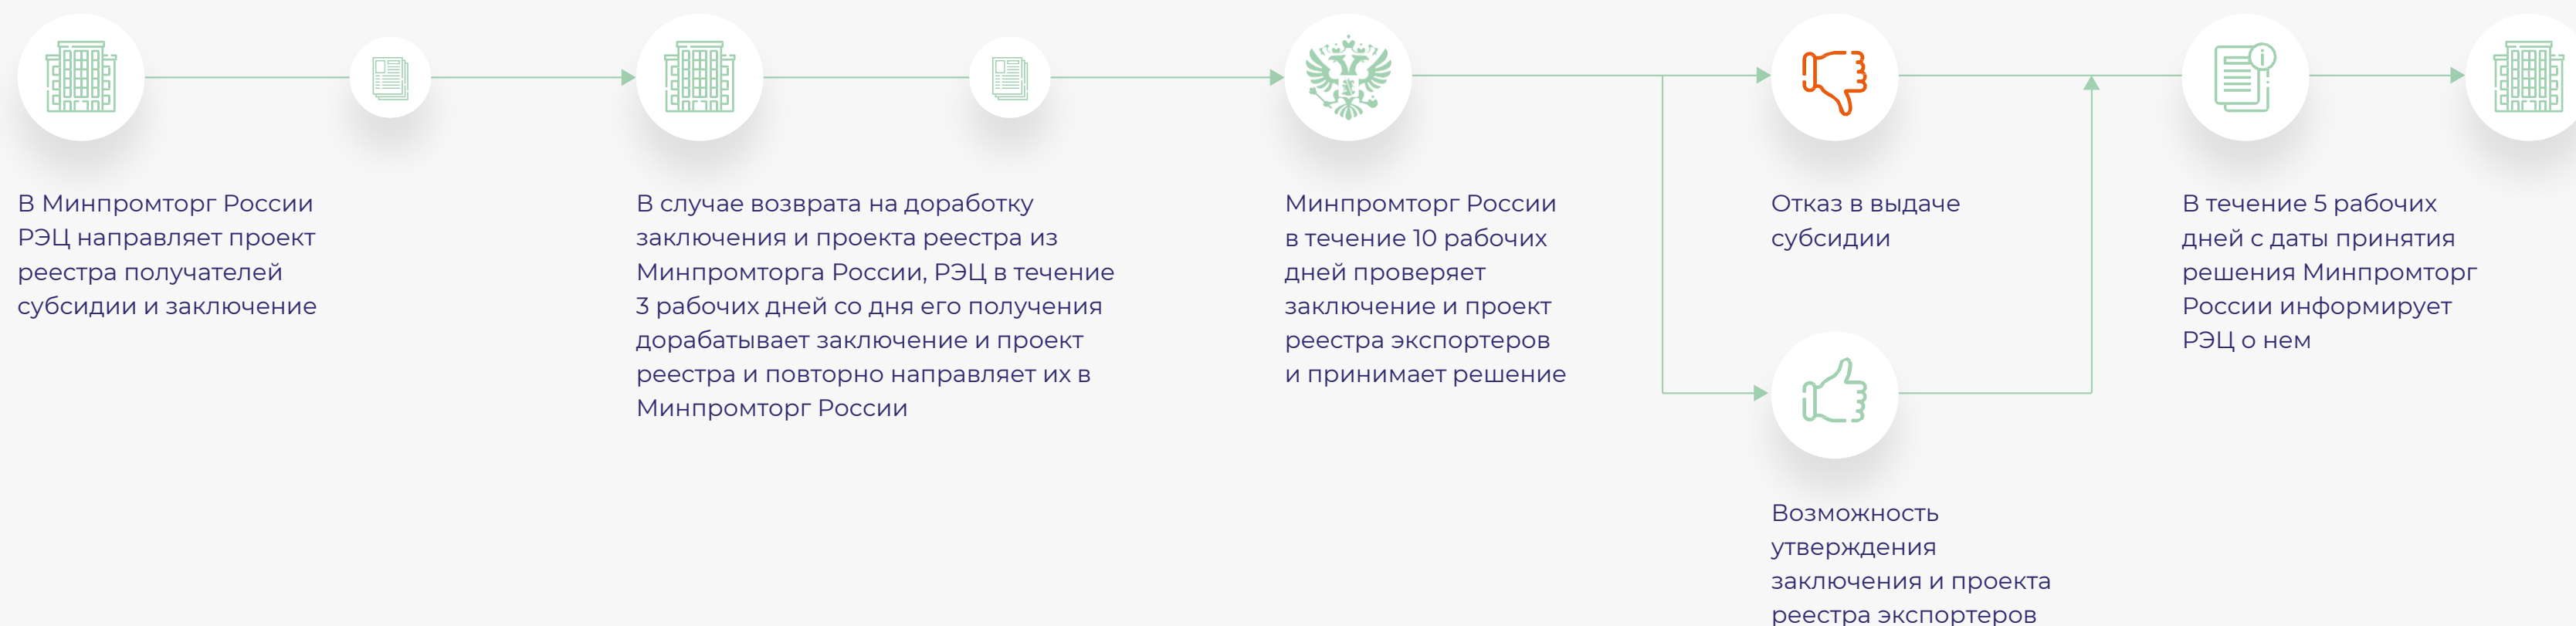 В Минпромторг России
РЭЦ направляет проект
реестра получателей
субсидии и заключение
В случае возврата на доработку
заключения и проекта реестра из
Минпромторга России, РЭЦ в течение
3 рабочих дней со дня его получения
дорабатывает заключение и проект
реестра и повторно направляет их в
Минпромторг России
Минпромторг России
в течение 10 рабочих
дней проверяет
заключение и проект
реестра экспортеров
и принимает решение
Отказ в выдаче
субсидии
Возможность
утверждения
заключения и проекта
реестра экспортеров
В течение 5 рабочих
дней с даты принятия
решения Минпромторг
России информирует
РЭЦ о нем